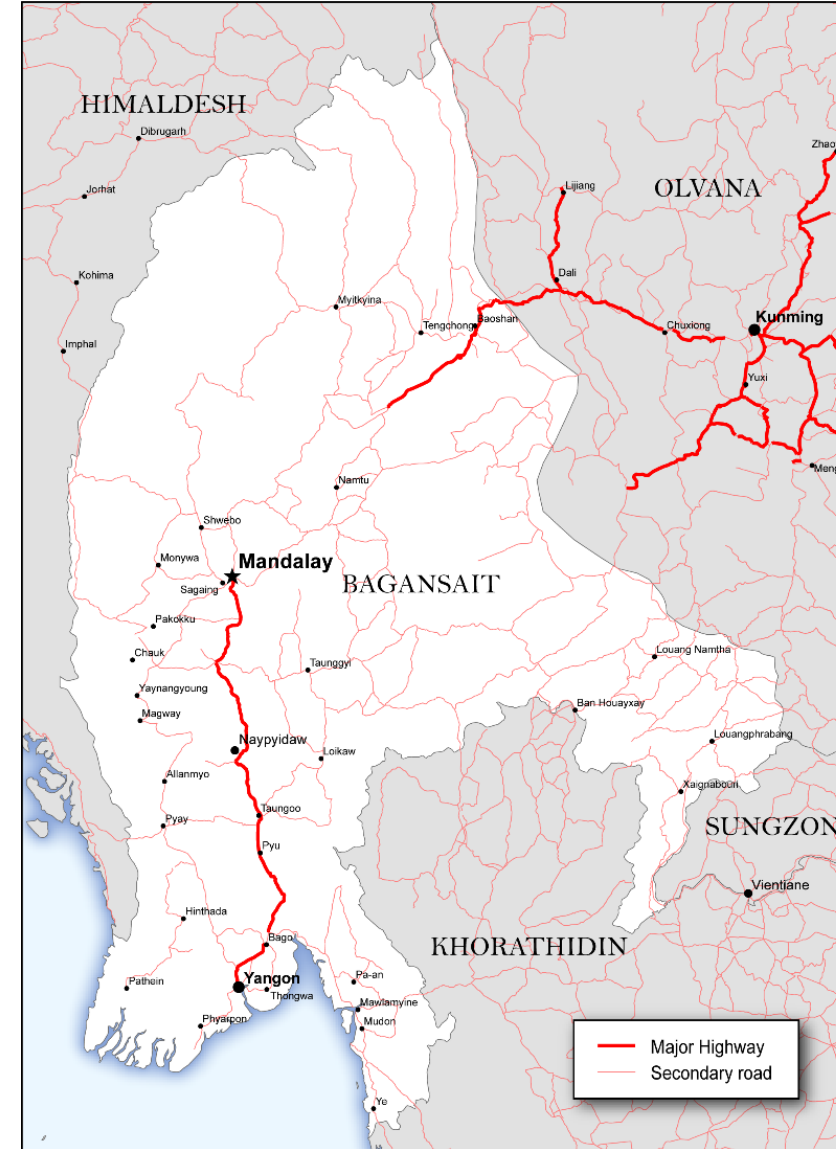 HIMALDESH
Dibrugarh
Zhao
Jorhat
Lijiang
OLVANA
Kohima
Dali
Myitkyina
Tengchong
Baoshan
Chuxiong
Kunming
Imphal
Yuxi
Meng
Namtu
Shwebo
Monywa
Mandalay
Sagaing
BAGANSAIT
Pakokku
Chauk
Taunggyi
Louang Namtha
Yaynangyoung
Magway
Ban Houayxay
Naypyidaw
Loikaw
Louangphrabang
Allanmyo
Xaignabouri
Taungoo
Pyay
SUNGZON
Pyu
Vientiane
Hinthada
Bago
KHORATHIDIN
Pathein
Yangon
Thongwa
Pa-an
Mawlamyine
Phyarpon
Mudon
Major Highway
Secondary road
Ye